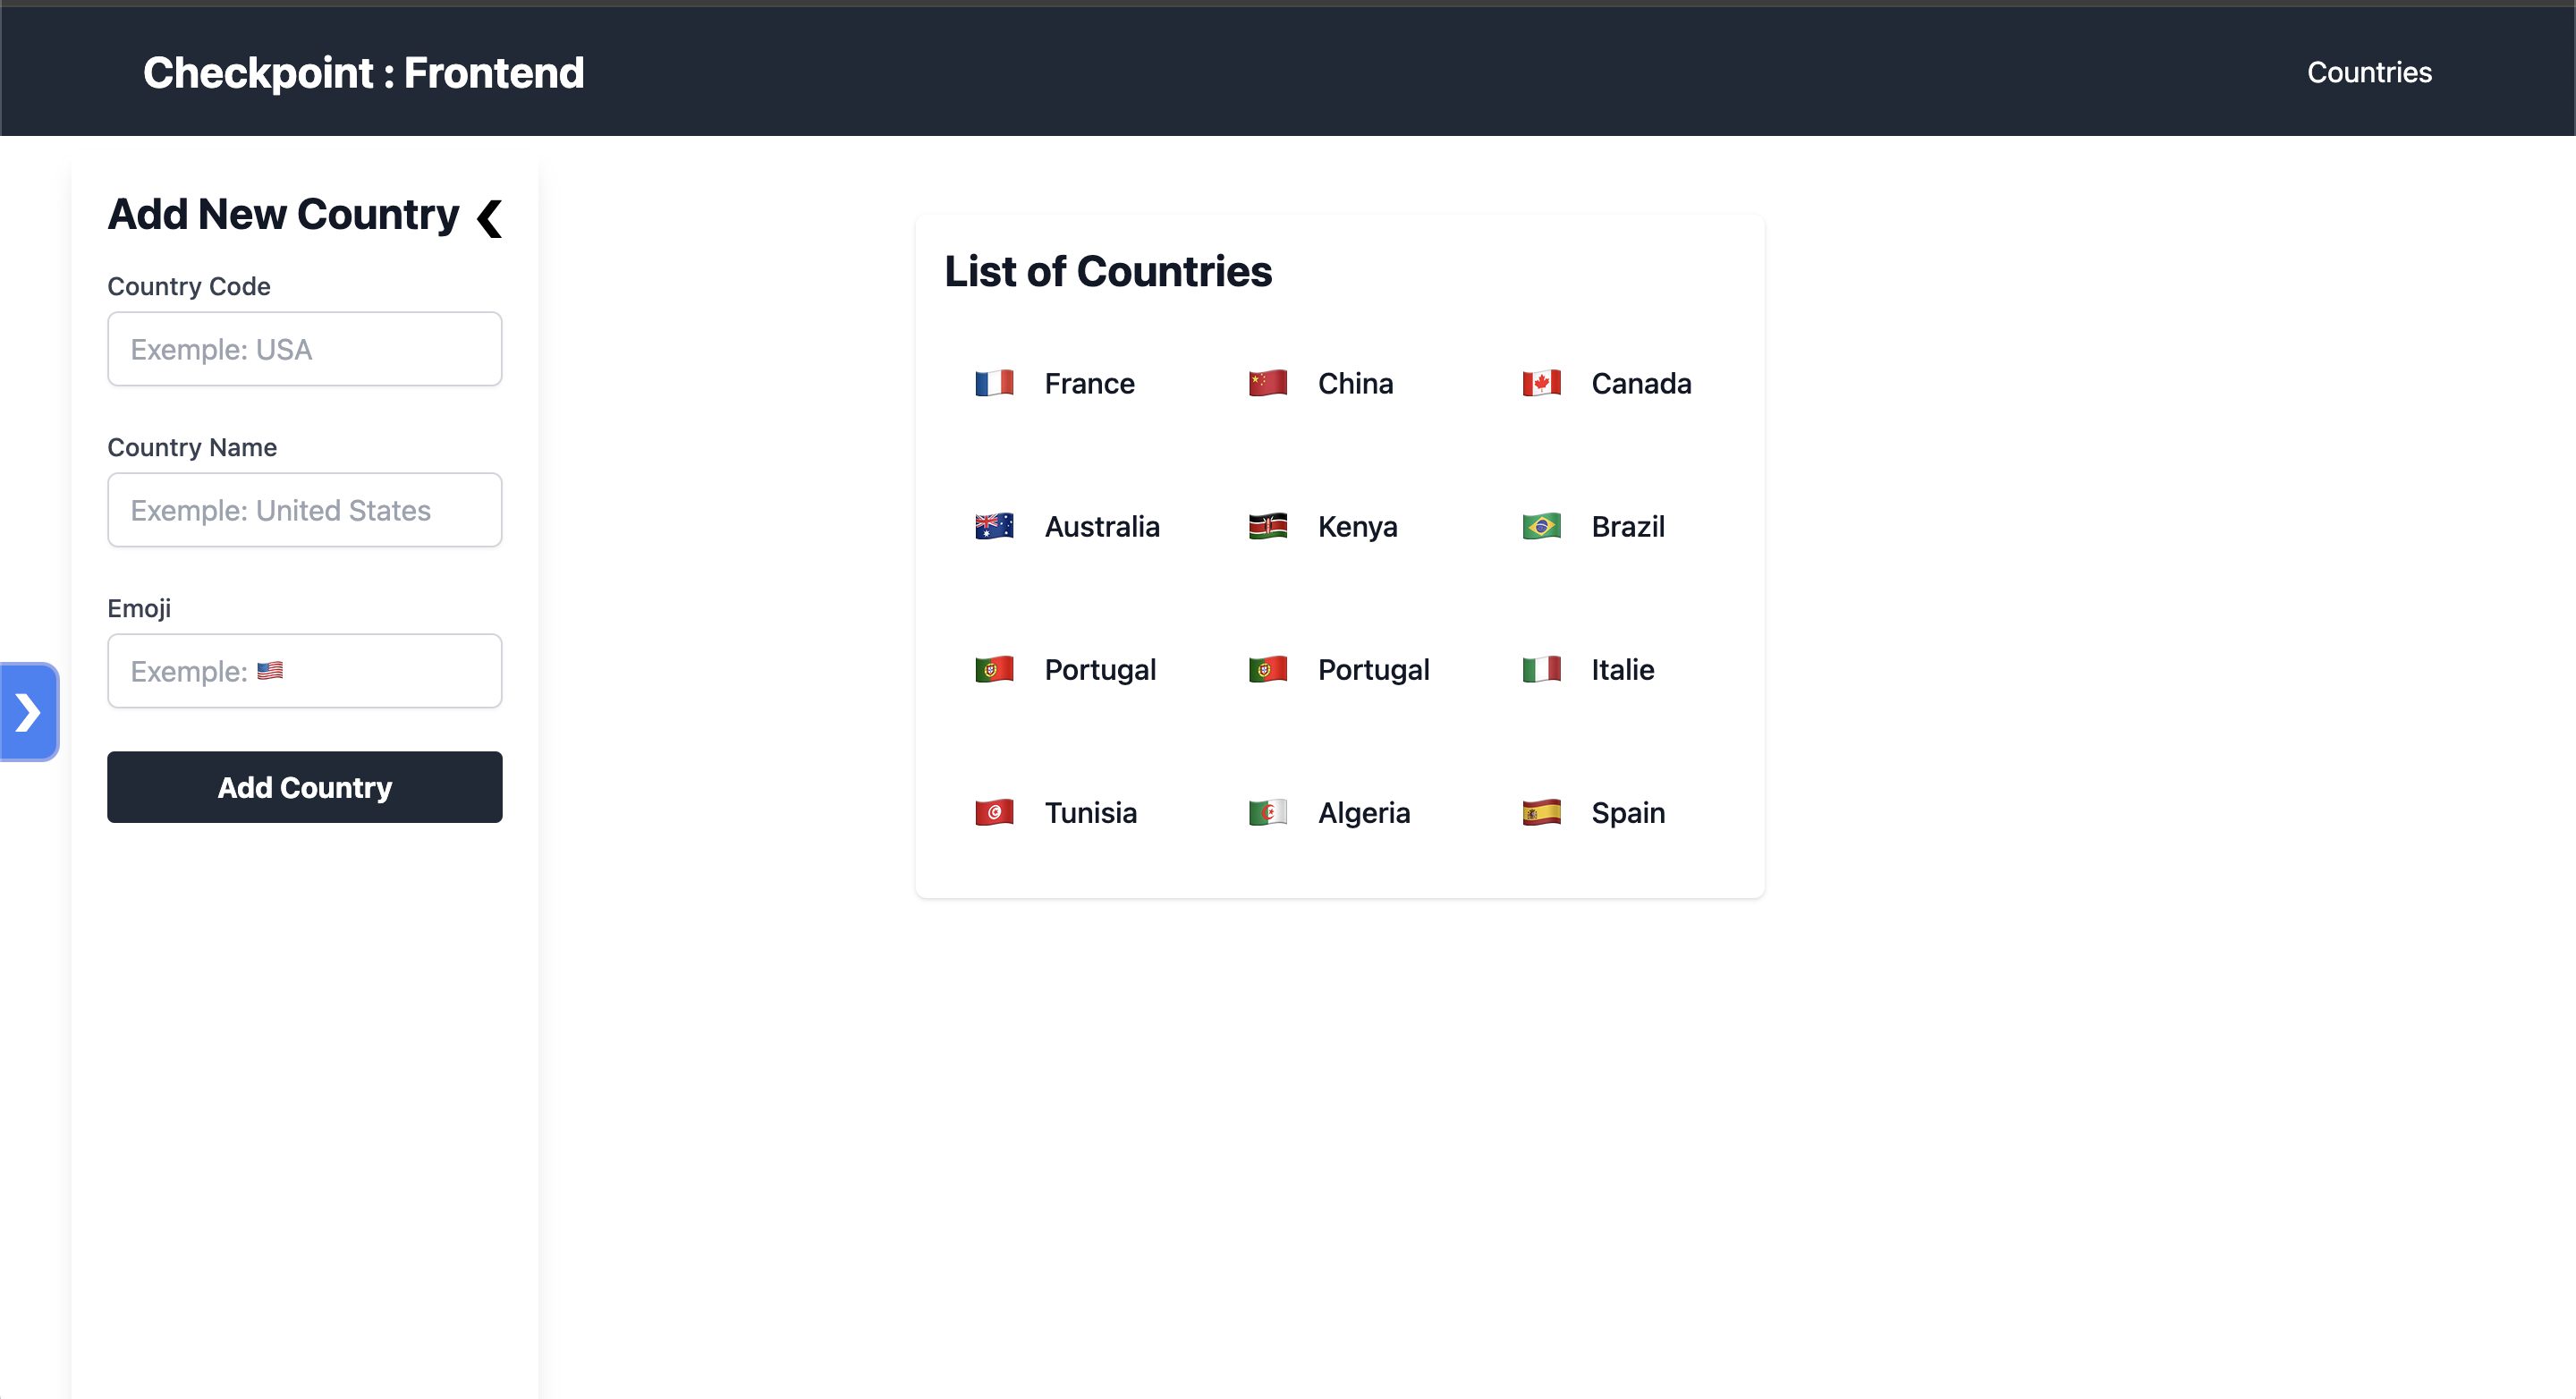 Checkpoint : Frontend
Countries
Add New Country ❮
Country Code
Exemple: USA
Country Name
Exemple: United States
Emoji
Exemple: 🇺🇸
Add Country
❯
List of Countries
🇫🇷 France
🇨🇳 China
🇨🇦 Canada
🇦🇺 Australia
🇰🇪 Kenya
🇧🇷 Brazil
🇵🇹 Portugal
🇵🇹 Portugal
🇮🇹 Italie
🇹🇳 Tunisia
🇩🇿 Algeria
🇪🇸 Spain